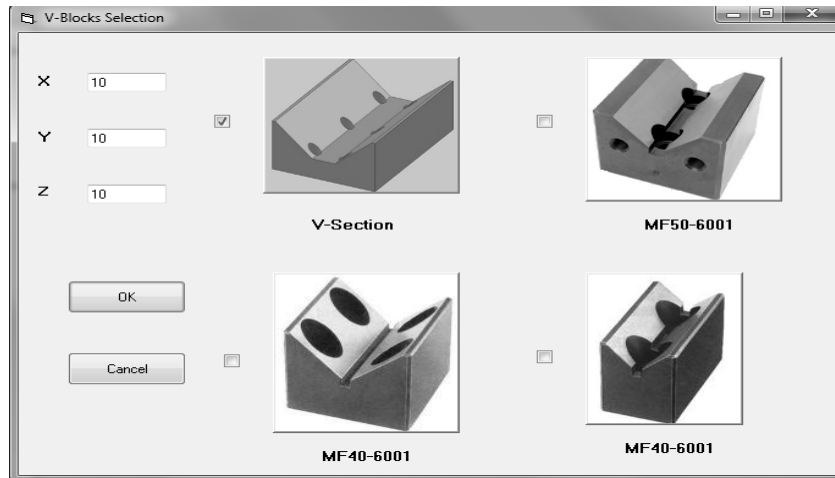 V-Blocks Selection
X 10
Y 10
Z 10
V-Section
MF50-6001
OK
Cancel
MF40-6001
MF40-6001